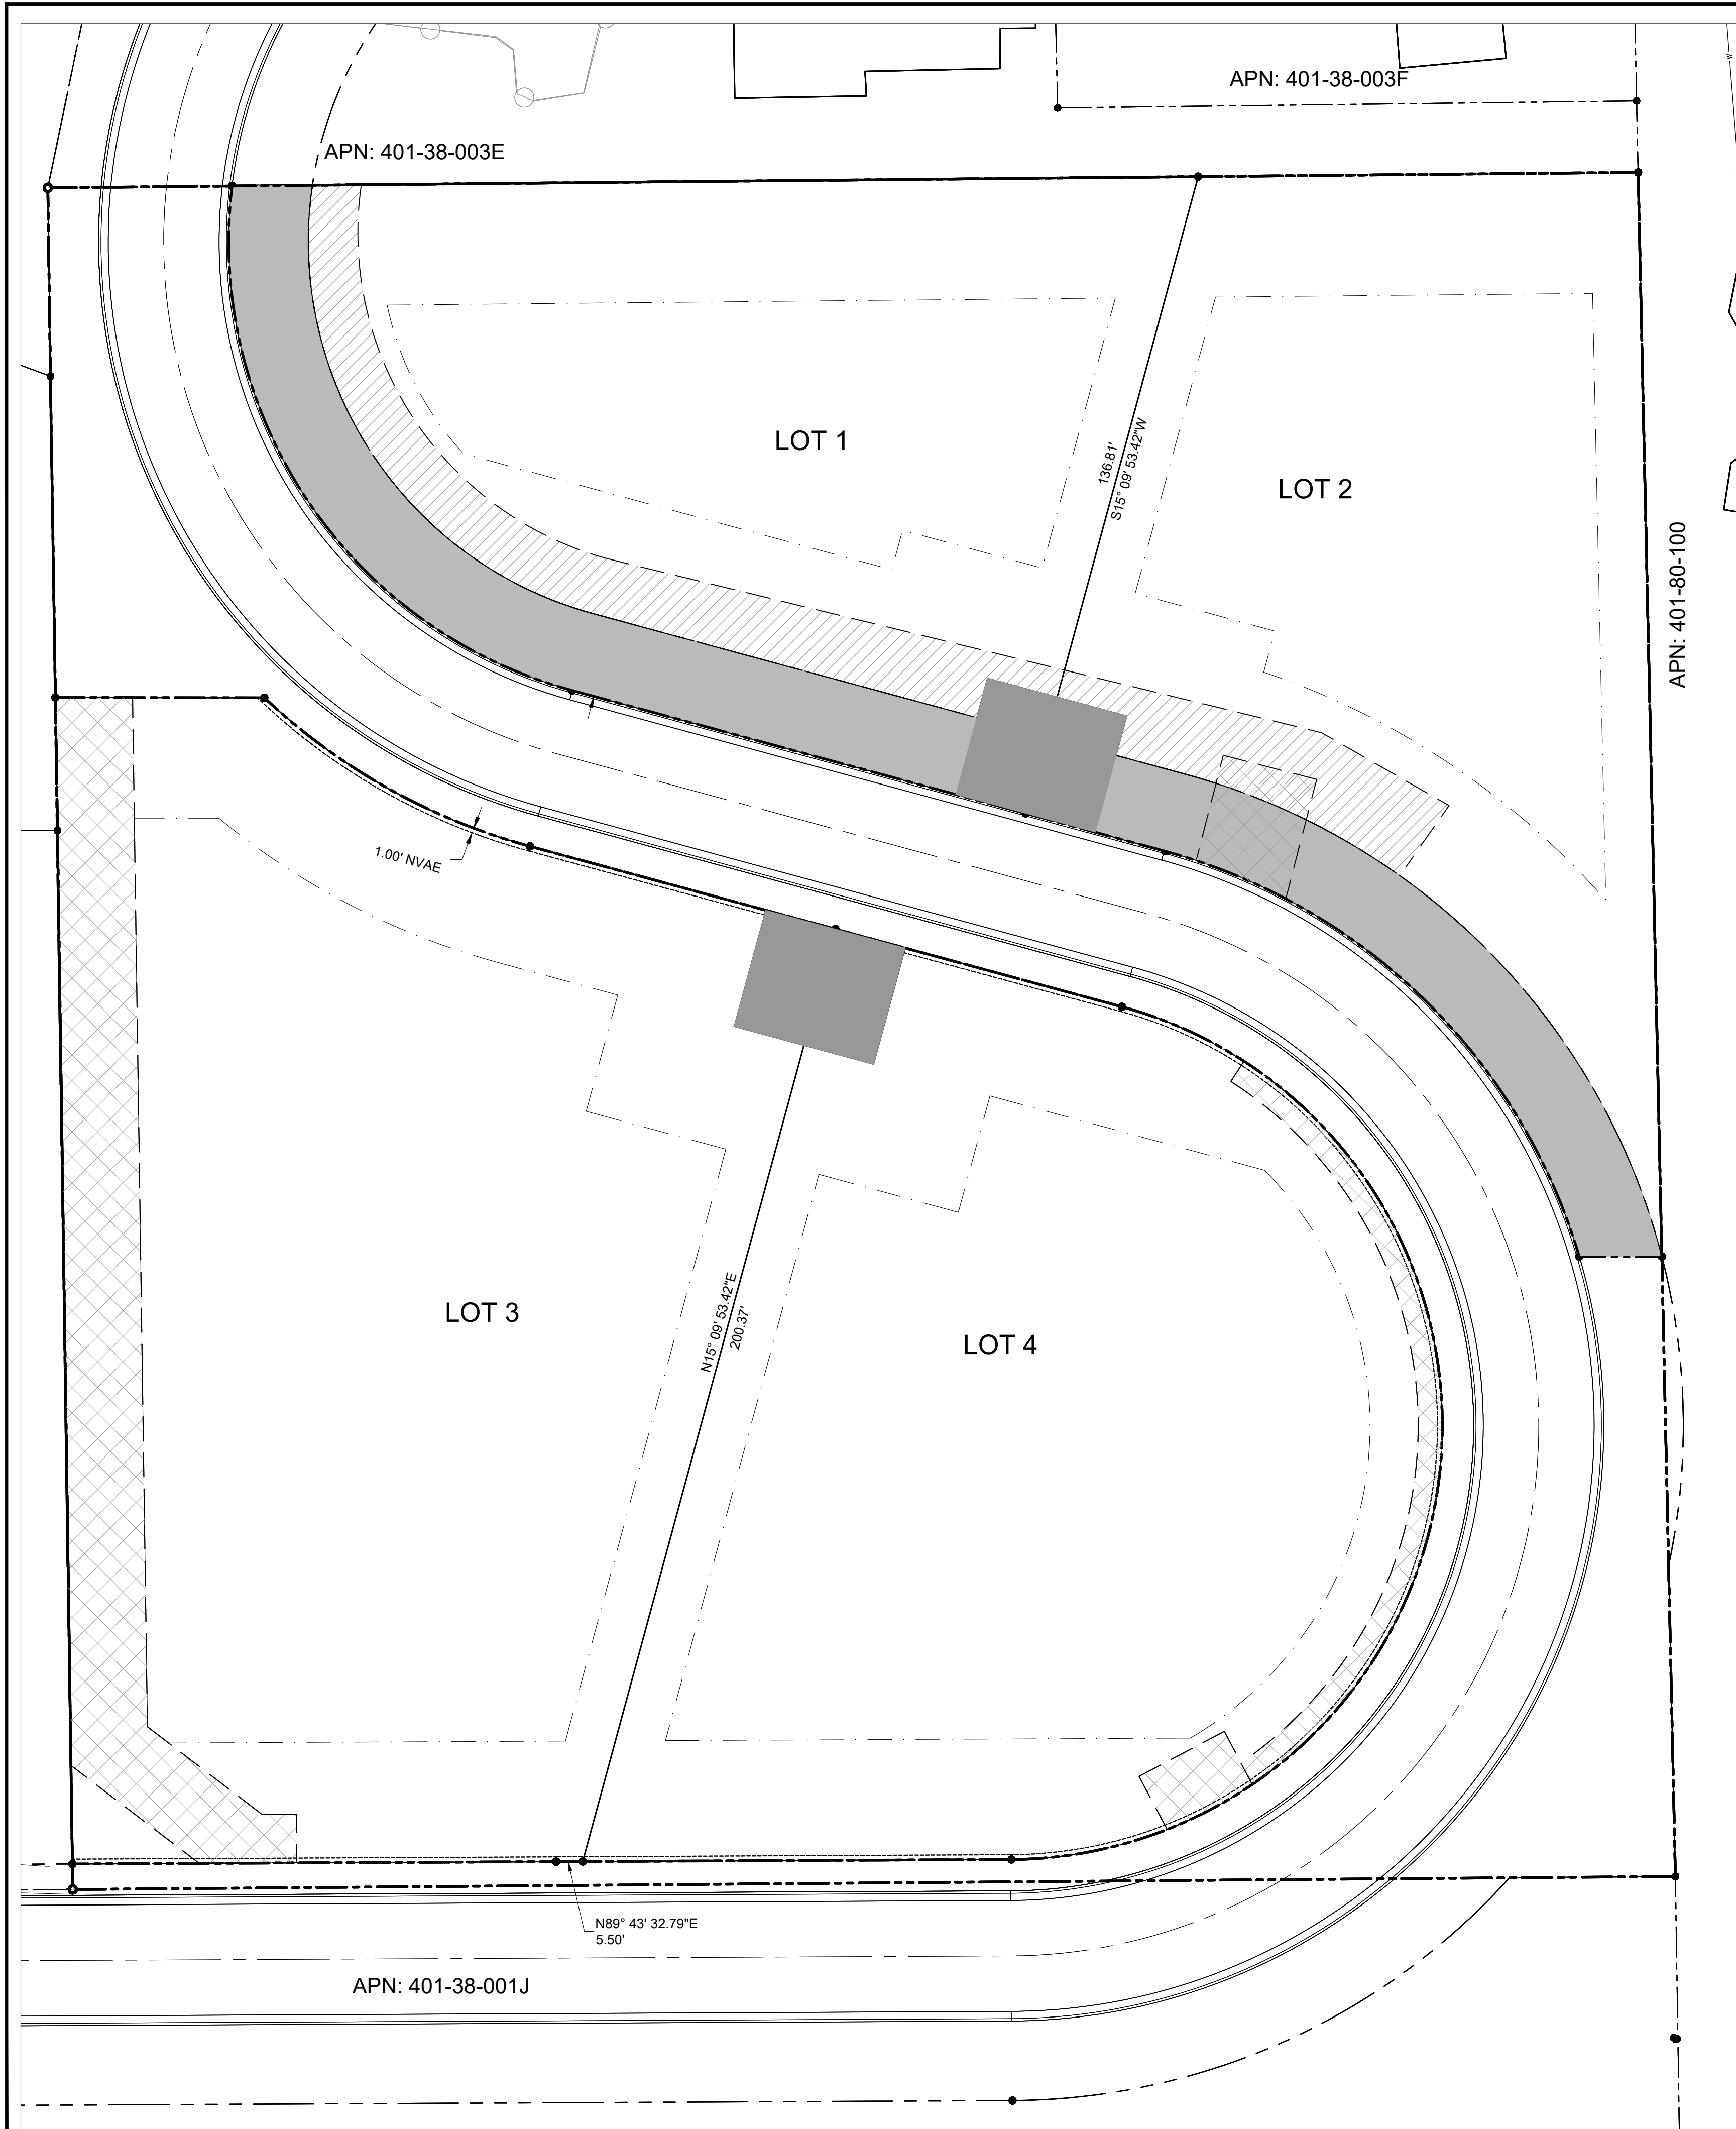 APN: 401-38-003F
W
APN: 401-38-003E
LOT 1
136.81'
S15° 09' 53.42"W
LOT 2
APN: 401-80-100
1.00' NVAE
LOT 3
N15° 09' 53.42"E
200.37'
LOT 4
N89° 43' 32.79"E
5.50'
APN: 401-38-001J